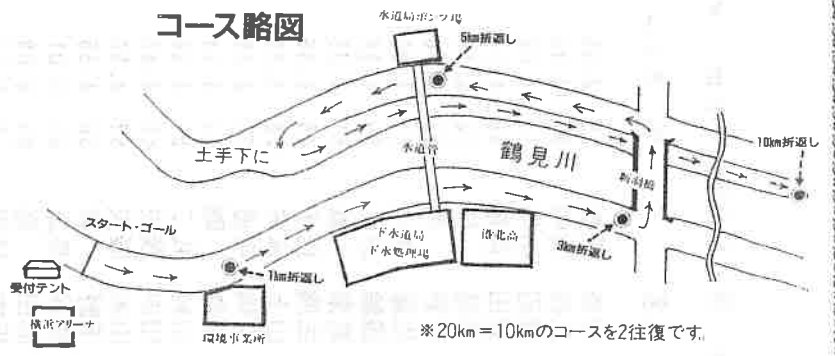 コース略図
水道局ポンプ場
5km折返し
10km折返し
土手下に
水道管
鶴見川
新羽橋
スタート・ゴール
下水道局
下水処理場
港北高
3km折返し
1km折返し
受付テント
横浜アリーナ
環境事業所
※20km=10kmのコースを2往復です。